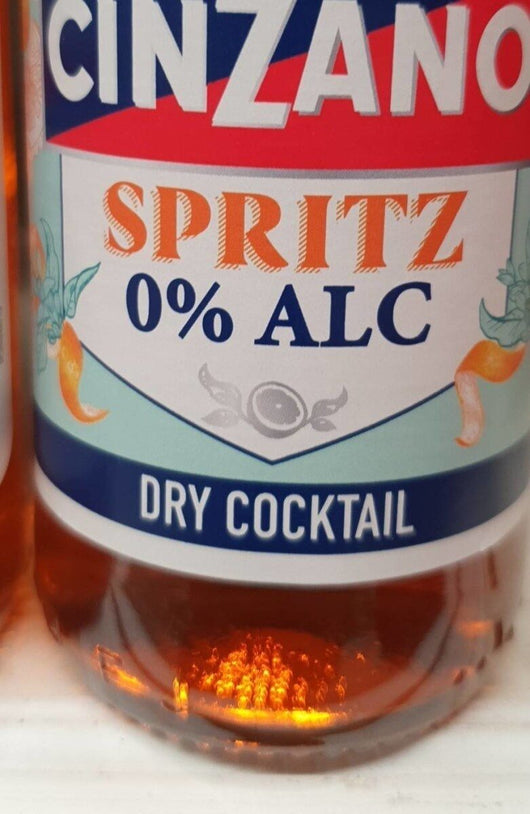 CINZANO
SPRITZ
0% ALC
DRY COCKTAIL